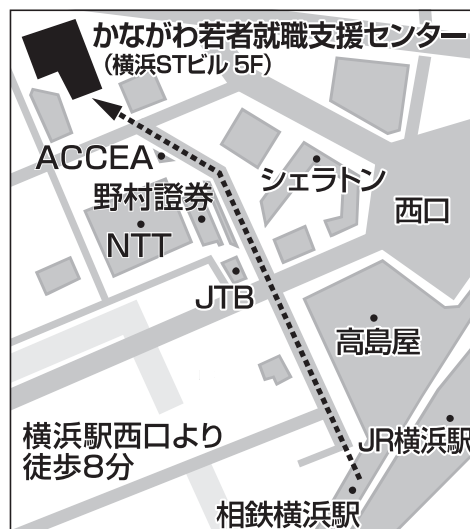 かながわ若者就職支援センター
（横浜STビル 5F）
ACCEA
野村證券
シェラトン
西口
NTT
JTB
高島屋
横浜駅西口より
徒歩8分
JR横浜駅
相鉄横浜駅